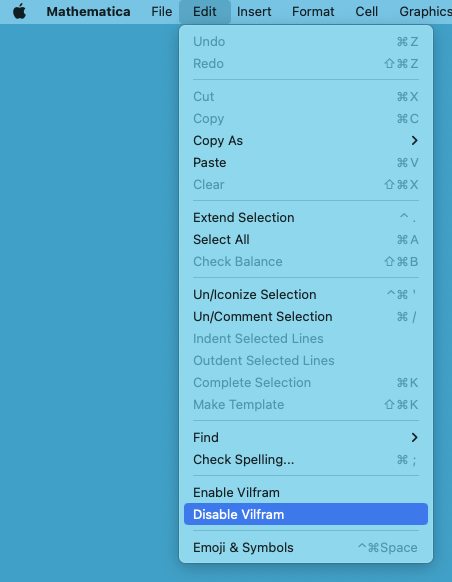 Mathematica File Edit Insert Format Cell Graphics
Undo ⌘Z
Redo ⇧⌘Z
Cut ⌘X
Copy ⌘C
Copy As
Paste ⌘V
Clear ⇧⌘X
Extend Selection ^ .
Select All ⌘A
Check Balance ⇧⌘B
Un/Iconize Selection ^⌘ '
Un/Comment Selection ⌘ /
Indent Selected Lines
Outdent Selected Lines
Complete Selection ⌘K
Make Template ⇧⌘K
Find
Check Spelling... ⌘ ;
Enable Vilfram
Disable Vilfram
Emoji & Symbols ^⌘Space